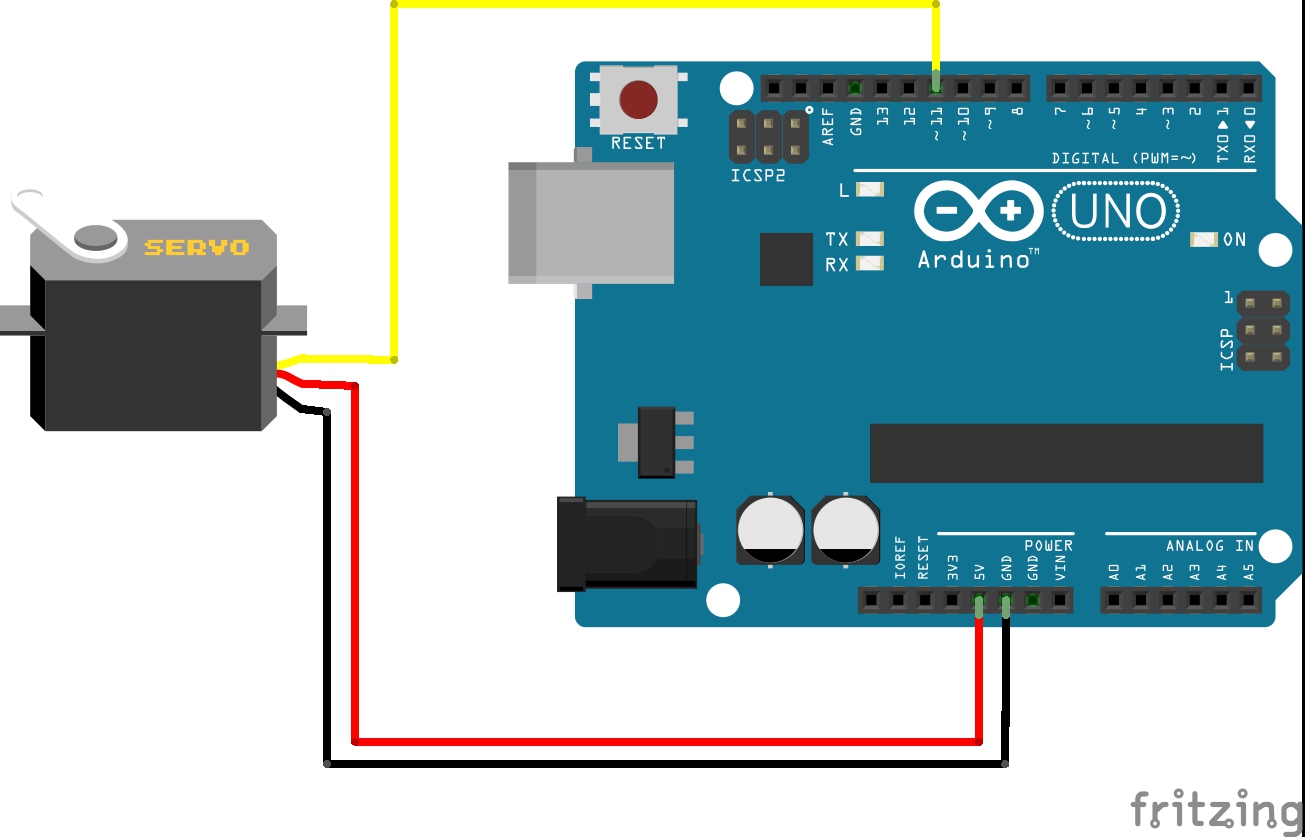 RESET
ICSP2
AREF
GND
13
12
~11
~10
~9
8
7
~6
~5
4
~3
2
TX0▶1
RX0◀0
DIGITAL (PWM=~)
L
TX
RX
UNO
ON
Arduino™
SERVO
1
ICSP
IOREF
RESET
3V3
5V
GND
GND
VIN
POWER
ANALOG IN
A0
A1
A2
A3
A4
A5
fritzing